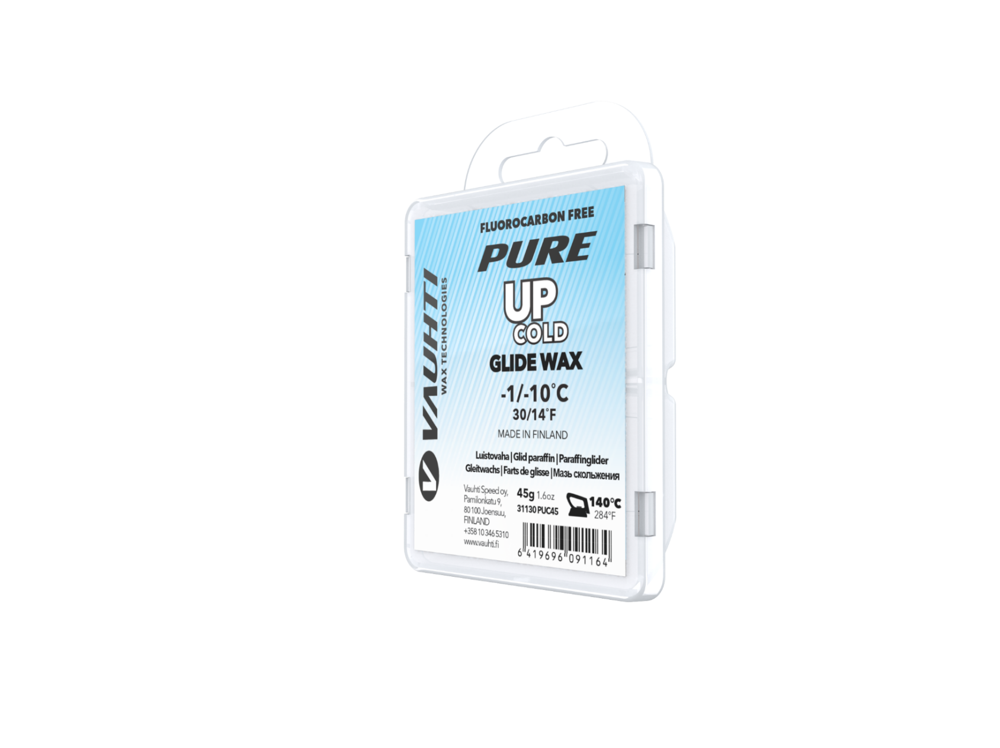 FLUOROCARBON FREE
PURE
UP
COLD
GLIDE WAX
-1/-10°C
30/14°F
MADE IN FINLAND
Luistovaha | Glid paraffin | Paraffinglider
Gleitwachs | Farts de glisse | Мазь скольжения
Vauhti Speed oy,
Pamilonkatu 9,
80100 Joensuu,
FINLAND
+358 10 346 5310
www.vauhti.fi
45g 1.6oz
31130 PUC45
140°C
284°F
6 419696 091164
V VAUHTI
WAX TECHNOLOGIES